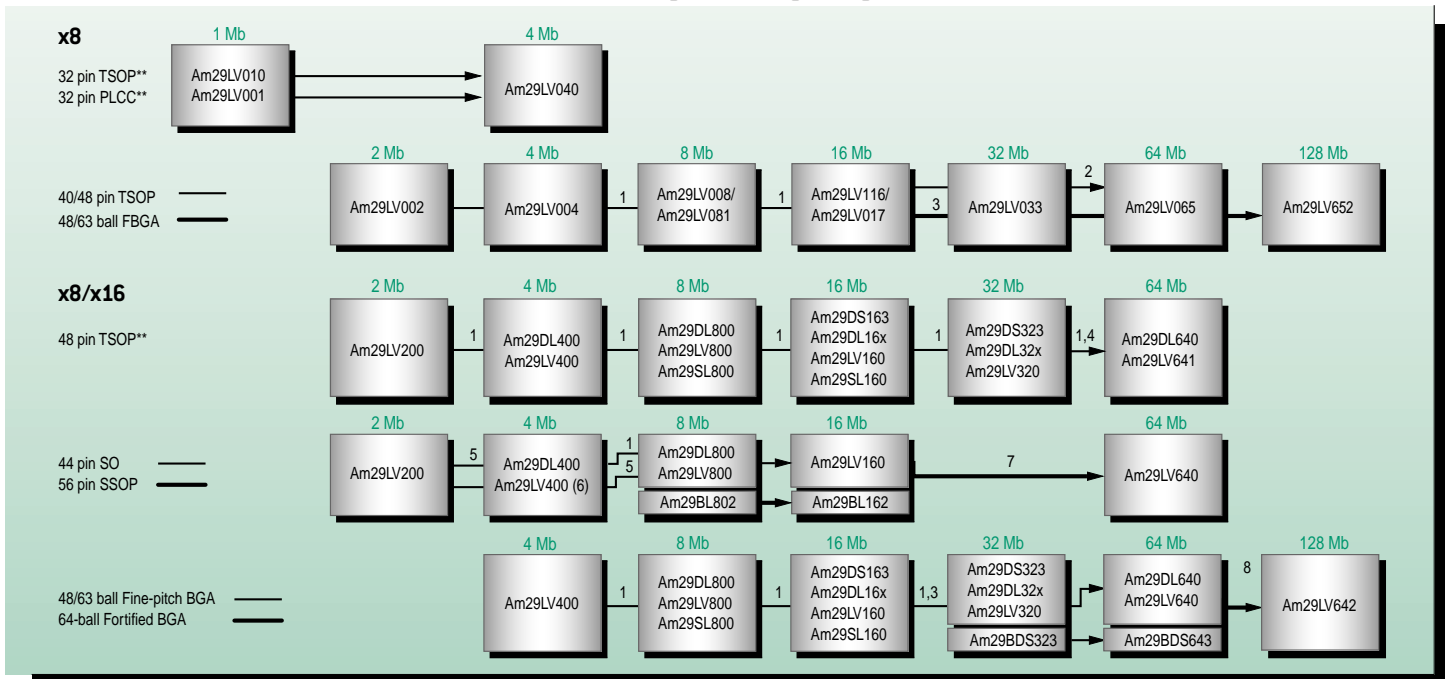 x8
1 Mb
4 Mb
32 pin TSOP**
32 pin PLCC**
Am29LV010
Am29LV001
Am29LV040
2 Mb
4 Mb
8 Mb
16 Mb
32 Mb
64 Mb
128 Mb
40/48 pin TSOP
48/63 ball FBGA
Am29LV002
Am29LV004
1
Am29LV008/
Am29LV081
1
Am29LV116/
Am29LV017
3
Am29LV033
2
Am29LV065
Am29LV652
x8/x16
2 Mb
4 Mb
8 Mb
16 Mb
32 Mb
64 Mb
48 pin TSOP**
Am29LV200
1
Am29DL400
Am29LV400
1
Am29DL800
Am29LV800
Am29SL800
1
Am29DS163
Am29DL16x
Am29LV160
Am29SL160
1
Am29DS323
Am29DL32x
Am29LV320
1,4
Am29DL640
Am29LV641
2 Mb
4 Mb
8 Mb
16 Mb
64 Mb
44 pin SO
56 pin SSOP
Am29LV200
5
Am29DL400
Am29LV400 (6)
1
5
Am29DL800
Am29LV800
Am29BL802
Am29LV160
Am29BL162
7
Am29LV640
4 Mb
8 Mb
16 Mb
32 Mb
64 Mb
128 Mb
48/63 ball Fine-pitch BGA
64-ball Fortified BGA
Am29LV400
1
Am29DL800
Am29LV800
Am29SL800
1
Am29DS163
Am29DL16x
Am29LV160
Am29SL160
1,3
Am29DS323
Am29DL32x
Am29LV320
Am29BDS323
Am29DL640
Am29LV640
Am29BDS643
8
Am29LV642